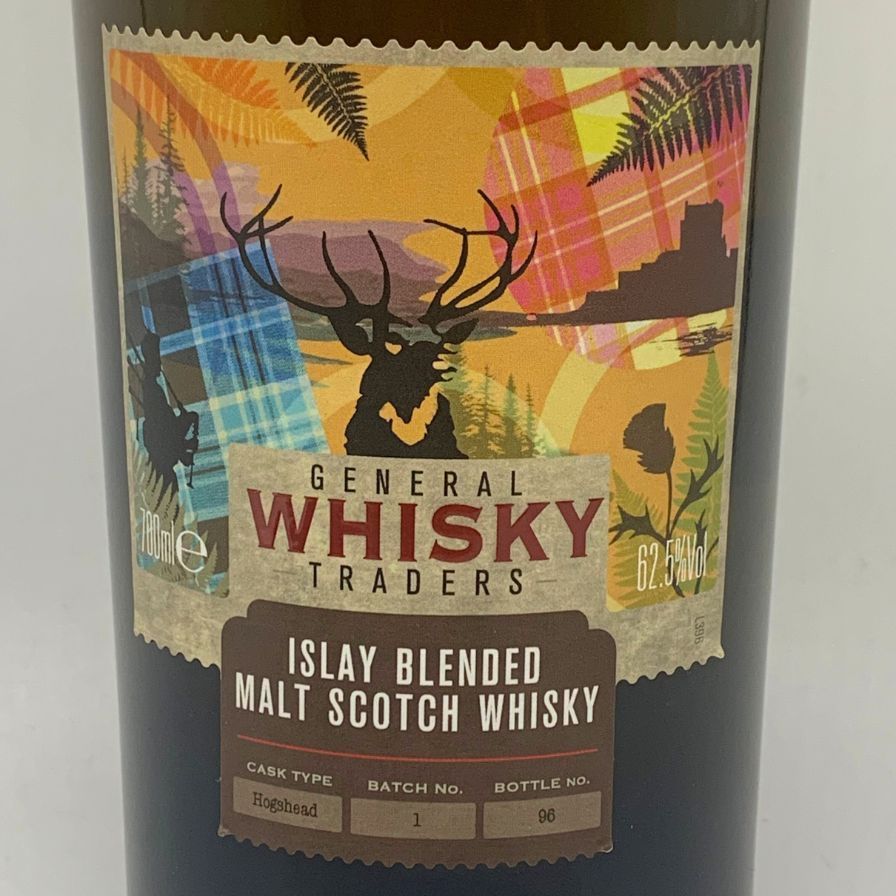 GENERAL
WHISKY
TRADERS
700ml e
62.5%Vol
L396
ISLAY BLENDED
MALT SCOTCH WHISKY
CASK TYPE
Hogshead
BATCH No.
1
BOTTLE No.
96